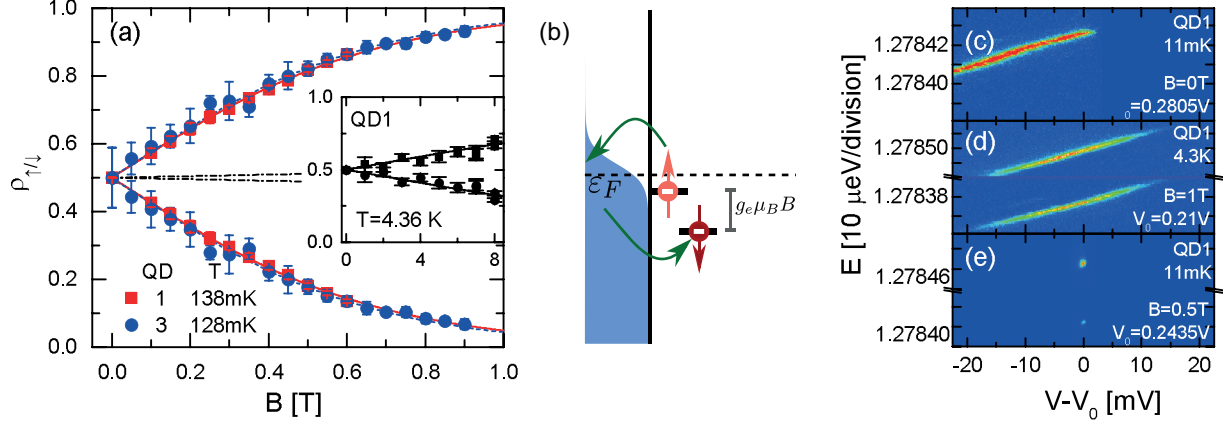 (a)
1.0
0.8
0.6
0.4
0.2
0.0
ρ↑/↓
0.0 0.2 0.4 0.6 0.8 1.0
B [T]
QD T
1 138mK
3 128mK
1.0
0.5
0.0
QD1
T=4.36 K
0 4 8
(b)
εF
geμBB
E [10 µeV/division]
1.27842
1.27840
(c)
QD1
11mK
B=0T
V0=0.2805V
1.27850
1.27838
(d)
QD1
4.3K
B=1T
V0=0.21V
1.27846
1.27840
(e)
QD1
11mK
B=0.5T
V0=0.2435V
-20 -10 0 10 20
V-V0 [mV]